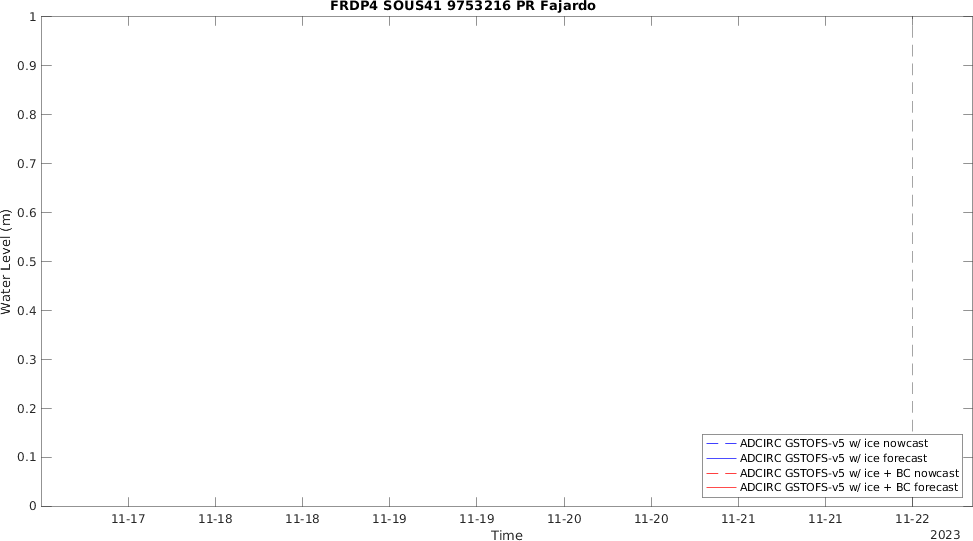 FRDP4 SOUS41 9753216 PR Fajardo
1
0.9
0.8
0.7
0.6
0.5
0.4
0.3
0.2
0.1
0
Water Level (m)
ADCIRC GSTOFS-v5 w/ ice nowcast
ADCIRC GSTOFS-v5 w/ ice forecast
ADCIRC GSTOFS-v5 w/ ice + BC nowcast
ADCIRC GSTOFS-v5 w/ ice + BC forecast
11-17 11-18 11-18 11-19 11-19 11-20 11-20 11-21 11-21 11-22
Time
2023